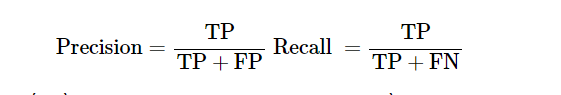 Precision = TP / TP + FP Recall = TP / TP + FN